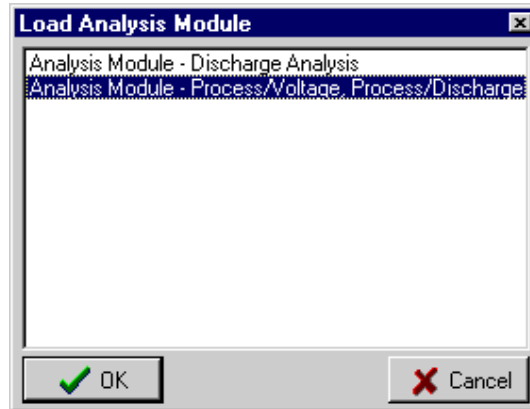 Load Analysis Module
Analysis Module - Discharge Analysis
Analysis Module - Process/Voltage, Process/Discharge
OK
Cancel